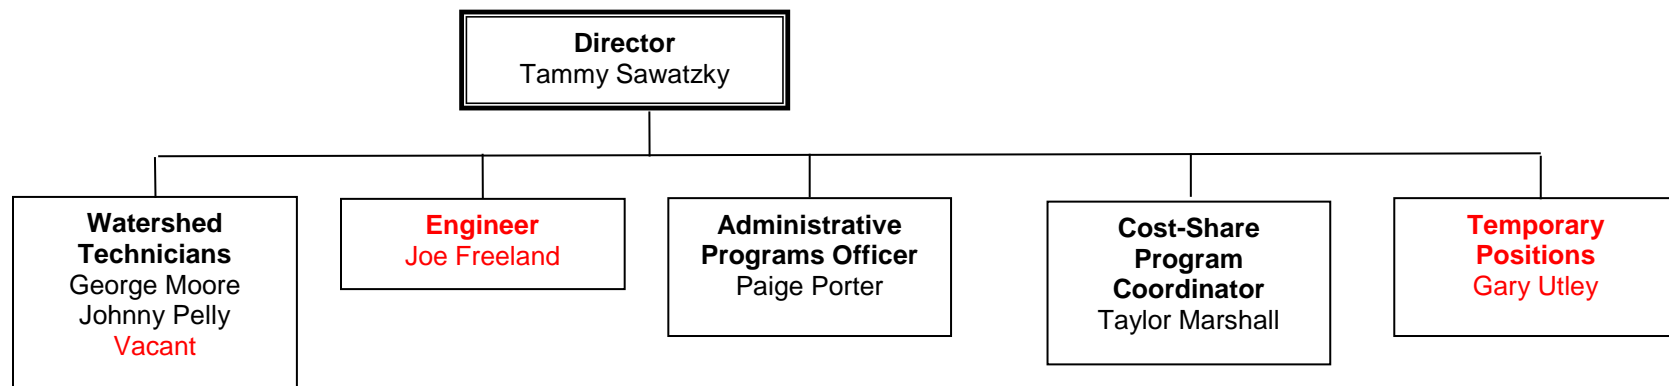 Director
Tammy Sawatzky
Watershed
Technicians
George Moore
Johnny Pelly
Vacant
Engineer
Joe Freeland
Administrative
Programs Officer
Paige Porter
Cost-Share
Program
Coordinator
Taylor Marshall
Temporary
Positions
Gary Utley